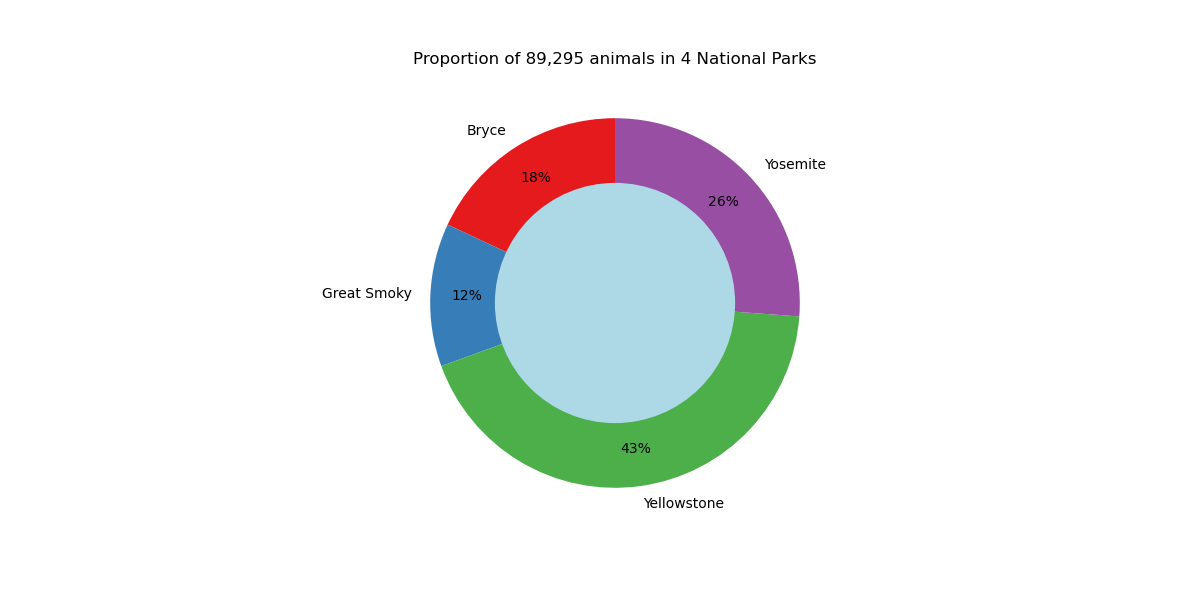 Proportion of 89,295 animals in 4 National Parks
Bryce
18%
Yosemite
26%
Great Smoky
12%
43%
Yellowstone